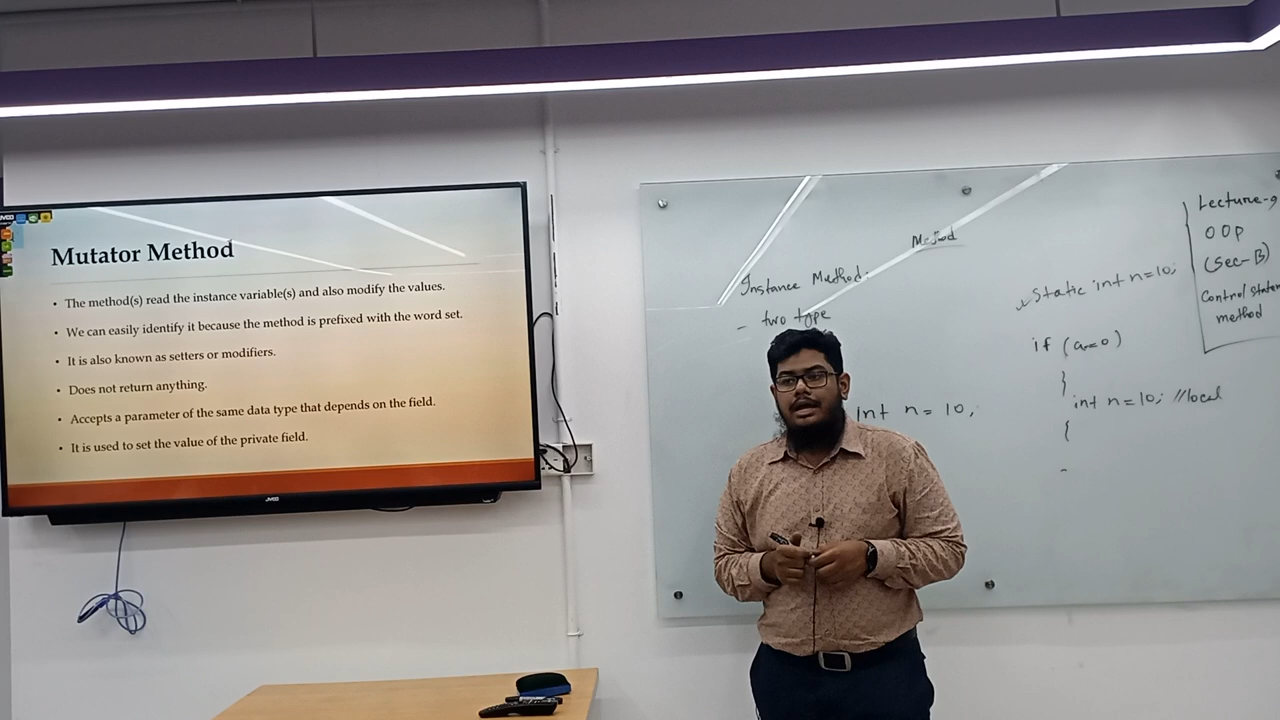 Mutator Method
• The method(s) read the instance variable(s) and also modify the values.
• We can easily identify it because the method is prefixed with the word set.
• It is also known as setters or modifiers.
• Does not return anything.
• Accepts a parameter of the same data type that depends on the field.
• It is used to set the value of the private field.
JVCO
Method
Instance Method.
- two type
int n = 10;
Static int n=10;
if (a=0)
}
int n=10; //local
{
-
Lecture-9
OOP
(Sec-B)
Control statem
method